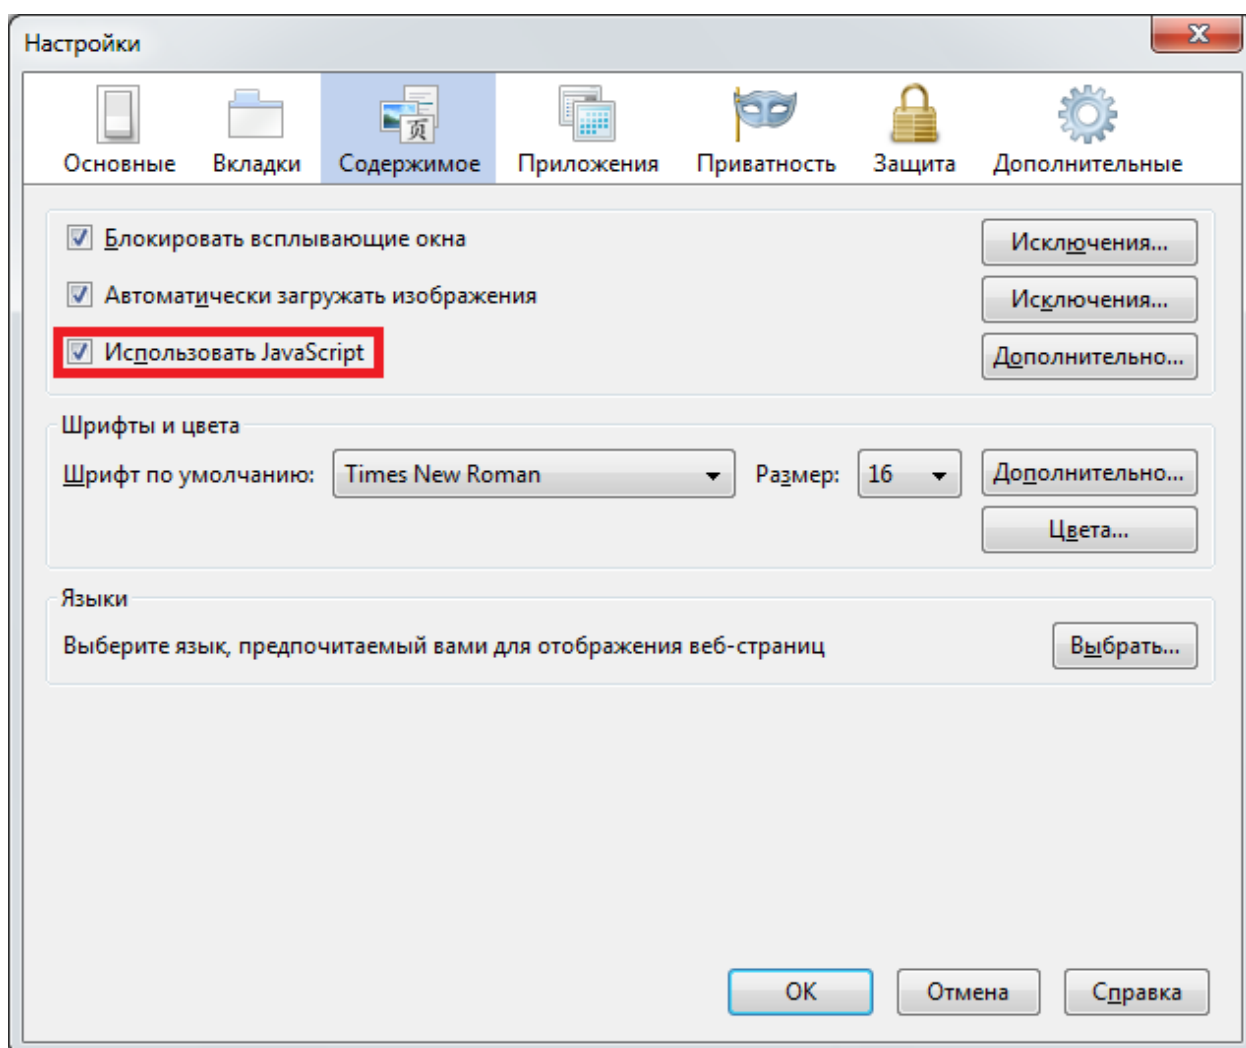 Настройки
Основные Вкладки Содержимое Приложения Приватность Защита Дополнительные
页
Блокировать всплывающие окна Исключения...
Автоматически загружать изображения Исключения...
Использовать JavaScript Дополнительно...
Шрифты и цвета
Шрифт по умолчанию: Times New Roman Размер: 16 Дополнительно...
Цвета...
Языки
Выберите язык, предпочитаемый вами для отображения веб-страниц Выбрать...
ОК Отмена Справка